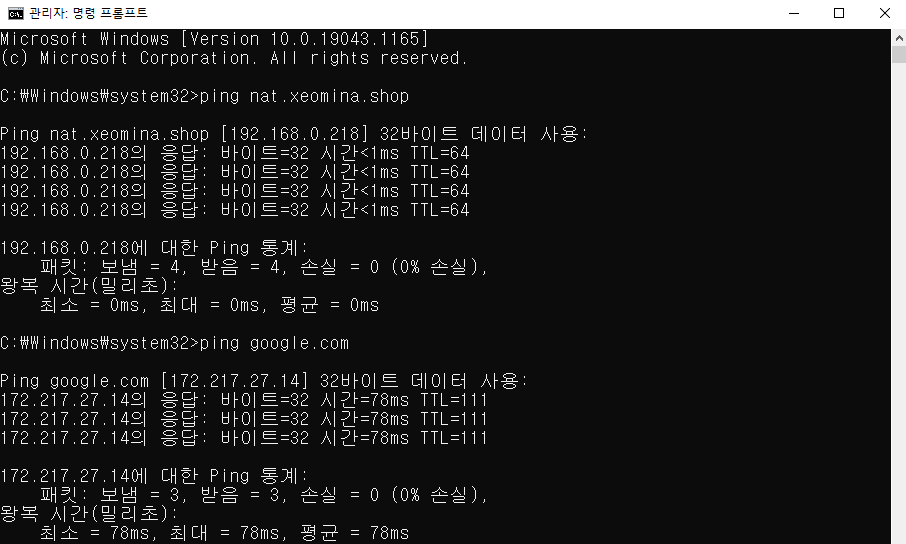 관리자: 명령 프롬프트
Microsoft Windows [Version 10.0.19043.1165]
(c) Microsoft Corporation. All rights reserved.
C:₩Windows₩system32>ping nat.xeomina.shop
Ping nat.xeomina.shop [192.168.0.218] 32바이트 데이터 사용:
192.168.0.218의 응답: 바이트=32 시간<1ms TTL=64
192.168.0.218의 응답: 바이트=32 시간<1ms TTL=64
192.168.0.218의 응답: 바이트=32 시간<1ms TTL=64
192.168.0.218의 응답: 바이트=32 시간<1ms TTL=64
192.168.0.218에 대한 Ping 통계:
패킷: 보냄 = 4, 받음 = 4, 손실 = 0 (0% 손실),
왕복 시간(밀리초):
최소 = 0ms, 최대 = 0ms, 평균 = 0ms
C:₩Windows₩system32>ping google.com
Ping google.com [172.217.27.14] 32바이트 데이터 사용:
172.217.27.14의 응답: 바이트=32 시간=78ms TTL=111
172.217.27.14의 응답: 바이트=32 시간=78ms TTL=111
172.217.27.14의 응답: 바이트=32 시간=78ms TTL=111
172.217.27.14에 대한 Ping 통계:
패킷: 보냄 = 3, 받음 = 3, 손실 = 0 (0% 손실),
왕복 시간(밀리초):
최소 = 78ms, 최대 = 78ms, 평균 = 78ms